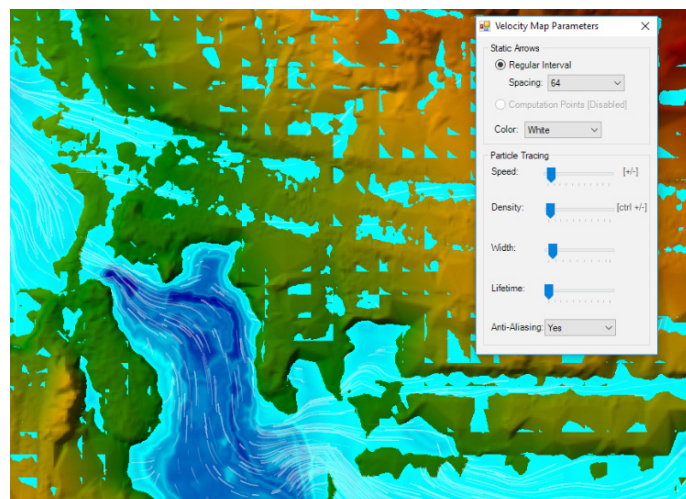 Velocity Map Parameters
Static Arrows
Regular Interval
Spacing: 64
Computation Points [Disabled]
Color: White
Particle Tracing
Speed: [+/-]
Density: [ctrl +/-]
Width:
Lifetime:
Anti-Aliasing: Yes